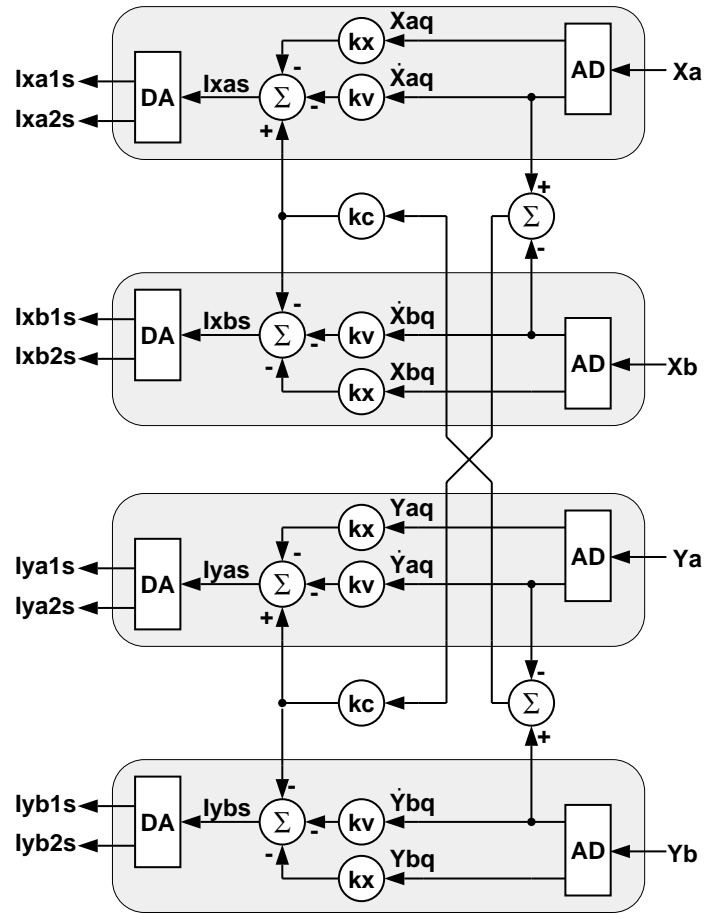 kx Xaq
Ixa1s DA Ixas Σ - kv Ẋaq AD Xa
Ixa2s - +
kc Σ + -
Ixb1s DA Ixbs Σ - kv Ẋbq
Ixb2s - - kx Xbq AD Xb
kx Yaq
Iya1s DA Iyas Σ - kv Ẏaq AD Ya
Iya2s - +
kc Σ - +
Iyb1s DA Iybs Σ - kv Ẏbq
Iyb2s - - kx Ybq AD Yb